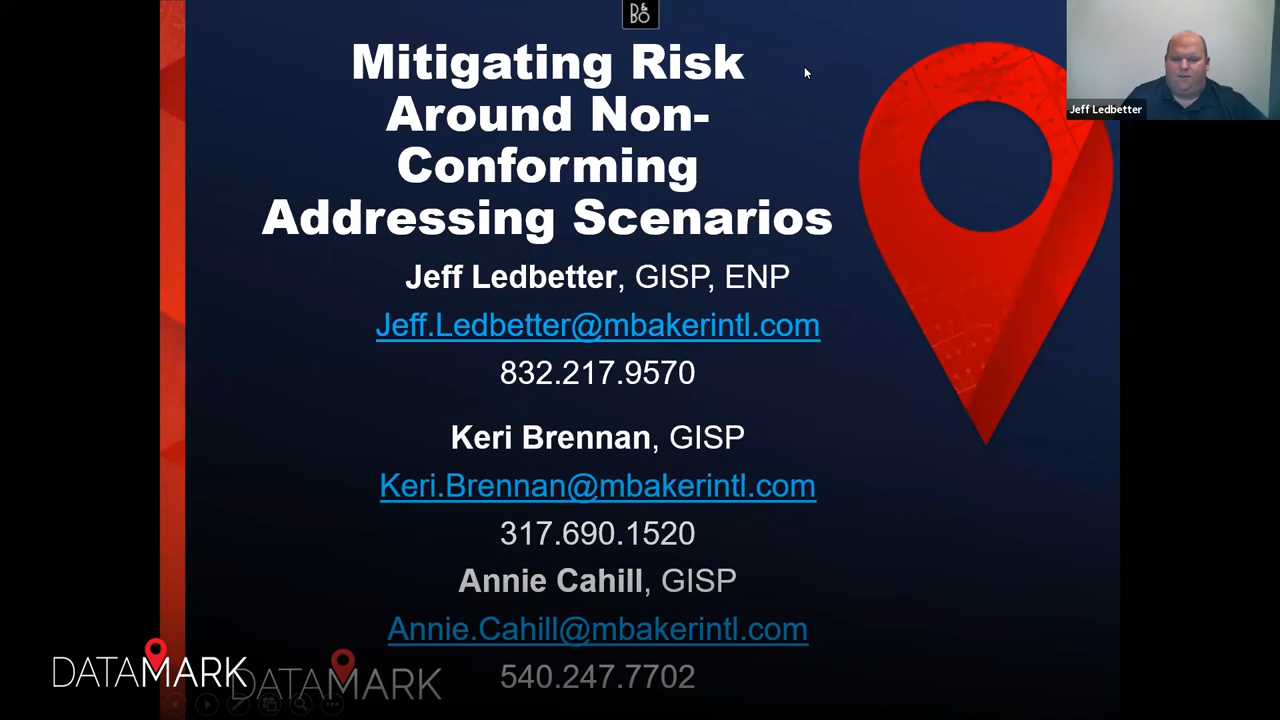 B&O
Mitigating Risk
Around Non-
Conforming
Addressing Scenarios
Jeff Ledbetter
Jeff Ledbetter, GISP, ENP
Jeff.Ledbetter@mbakerintl.com
832.217.9570
Keri Brennan, GISP
Keri.Brennan@mbakerintl.com
317.690.1520
Annie Cahill, GISP
Annie.Cahill@mbakerintl.com
540.247.7702
DATAMARK
DATAMARK